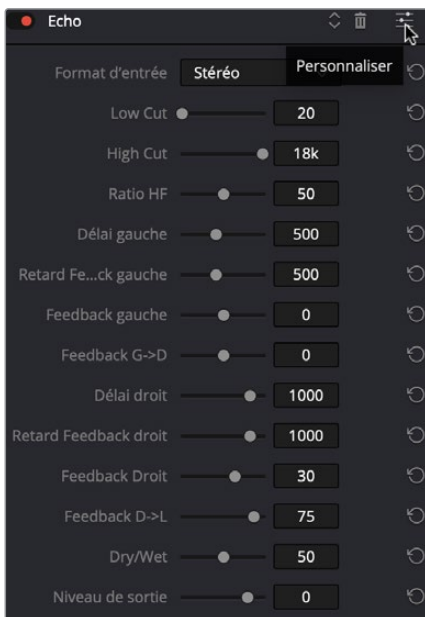 Echo
Personnaliser
Format d'entrée Stéréo
Low Cut 20
High Cut 18k
Ratio HF 50
Délai gauche 500
Retard Fe...ck gauche 500
Feedback gauche 0
Feedback G->D 0
Délai droit 1000
Retard Feedback droit 1000
Feedback Droit 30
Feedback D->L 75
Dry/Wet 50
Niveau de sortie 0